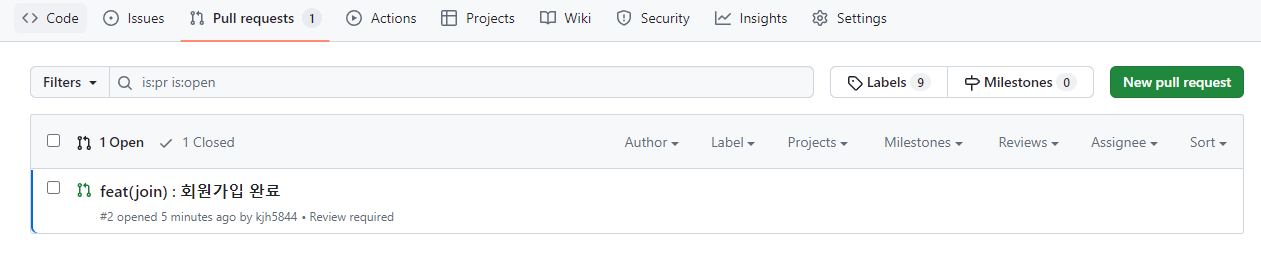 Code Issues Pull requests 1 Actions Projects Wiki Security Insights Settings
Filters is:pr is:open Labels 9 Milestones 0 New pull request
1 Open 1 Closed Author Label Projects Milestones Reviews Assignee Sort
feat(join) : 회원가입 완료
#2 opened 5 minutes ago by kjh5844 • Review required